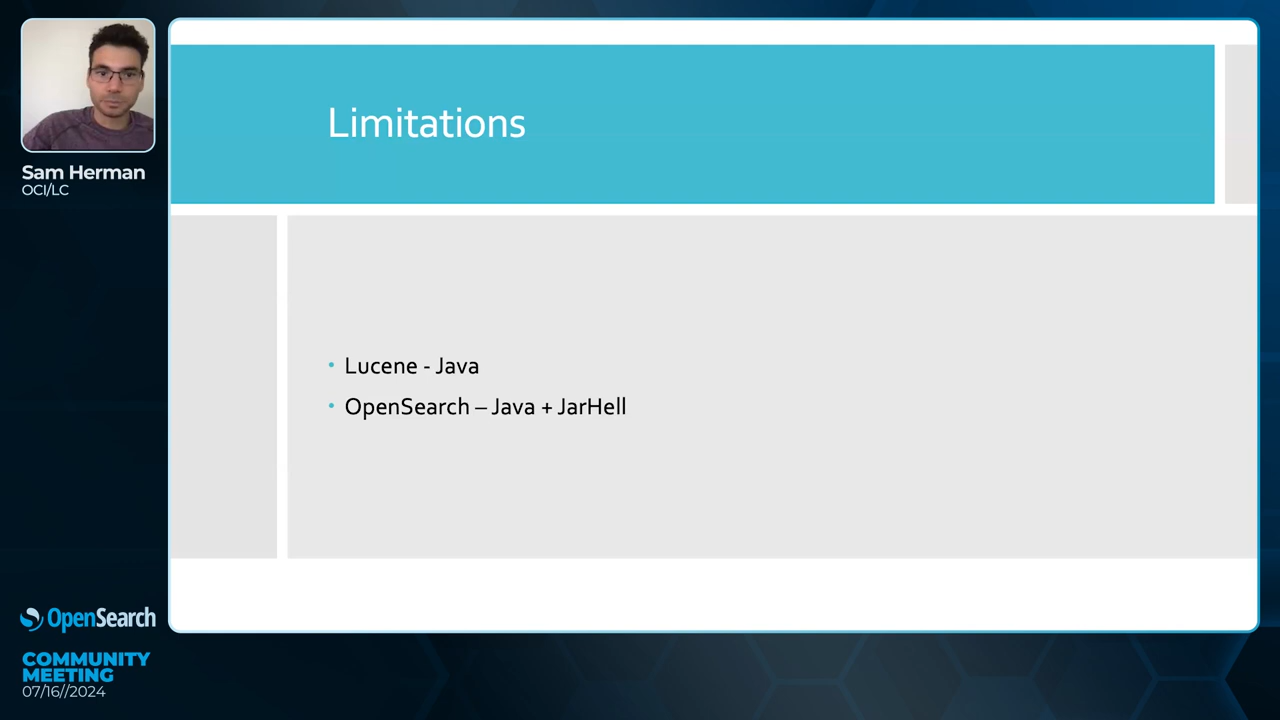 Sam Herman
OCI/LC
Limitations
• Lucene - Java
• OpenSearch – Java + JarHell
OpenSearch
COMMUNITY
MEETING
07/16//2024